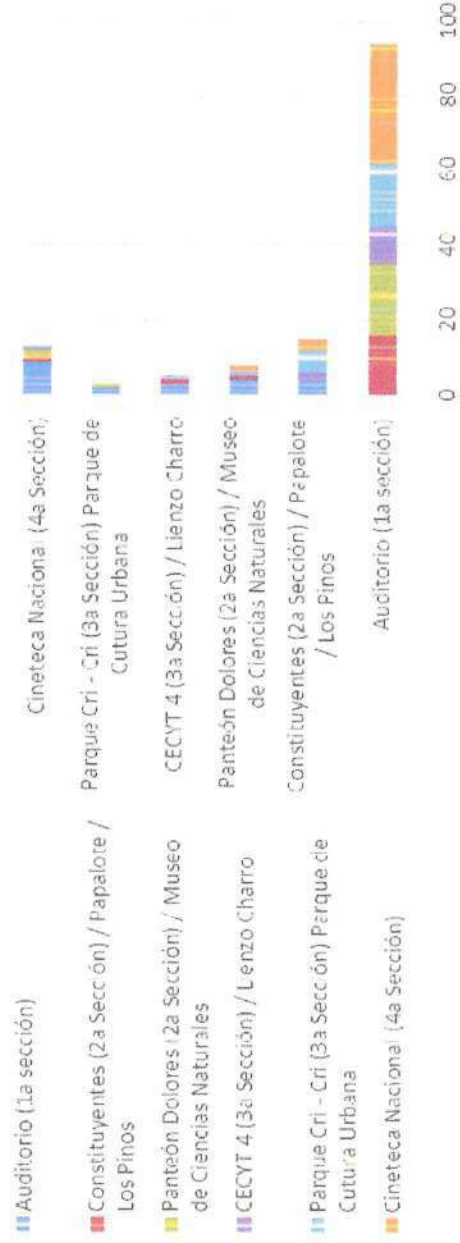 Auditorio (1a sección)
Constituyentes (2a Sección) / Papalote /
Los Pinos
Panteón Dolores (2a Sección) / Museo
de Ciencias Naturales
CECYT 4 (3a Sección) / Lienzo Charro
Parque Cri - Cri (3a Sección) Parque de
Cutura Urbana
Cineteca Nacional (4a Sección)
Cineteca Nacional (4a Sección)
Parque Cri - Cri (3a Sección) Parque de
Cutura Urbana
CECYT 4 (3a Sección) / Lienzo Charro
Panteón Dolores (2a Sección) / Museo
de Ciencias Naturales
Constituyentes (2a Sección) / Papalote
/ Los Pinos
Auditorio (1a sección)
0 20 40 60 80 100